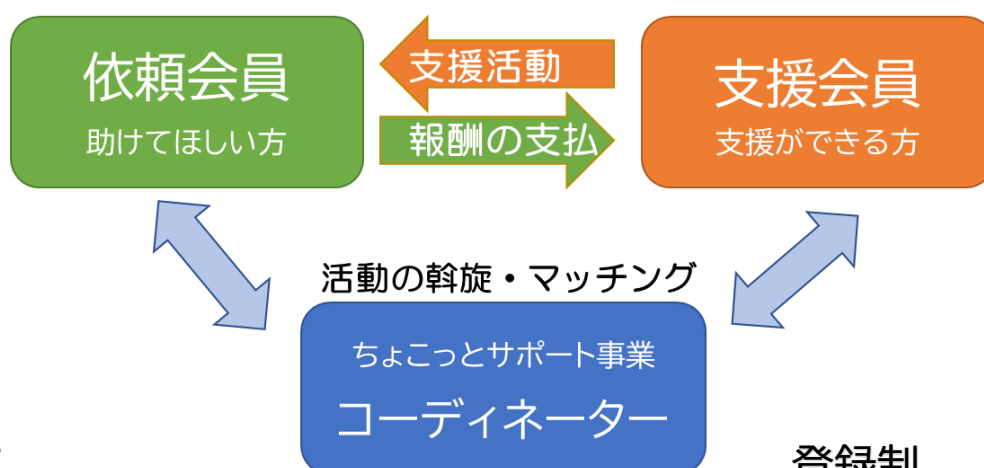 依頼会員
助けてほしい方
支援活動
報酬の支払
支援会員
支援ができる方
活動の斡旋・マッチング
ちょこっとサポート事業
コーディネーター
登録制